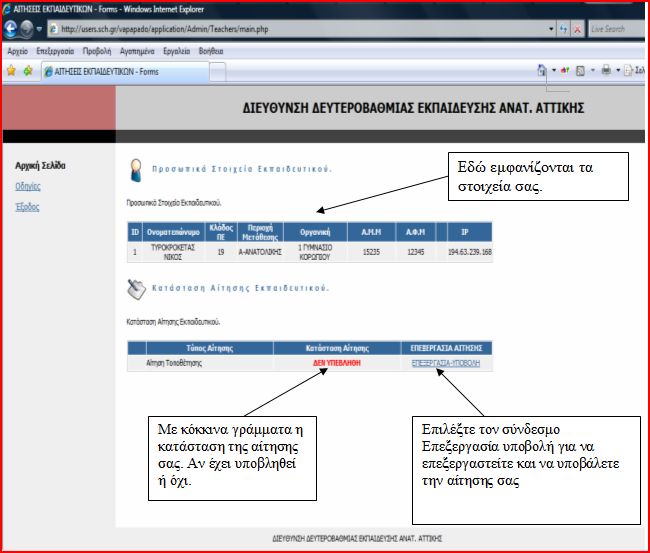 ΑΙΤΗΣΕΙΣ ΕΚΠΑΙΔΕΥΤΙΚΩΝ - Forms - Windows Internet Explorer
http://users.sch.gr/vapapado/application/Admin/Teachers/main.php
Live Search
Αρχείο Επεξεργασία Προβολή Αγαπημένα Εργαλεία Βοήθεια
ΑΙΤΗΣΕΙΣ ΕΚΠΑΙΔΕΥΤΙΚΩΝ - Forms
Σελ
ΔΙΕΥΘΥΝΣΗ ΔΕΥΤΕΡΟΒΑΘΜΙΑΣ ΕΚΠΑΙΔΕΥΣΗΣ ΑΝΑΤ. ΑΤΤΙΚΗΣ
Αρχική Σελίδα
Οδηγίες
Έξοδος
Προσωπικά Στοιχεία Εκπαιδευτικού.
Εδώ εμφανίζονται τα
στοιχεία σας.
Προσωπικά Στοιχεία Εκπαιδευτικού.
ID Ονοματεπώνυμο Κλάδος ΠΕ Περιοχή Μετάθεσης Οργανική Α.Μ.Μ Α.Φ.Μ IP
1 ΤΥΡΟΚΡΟΚΕΤΑΣ ΝΙΚΟΣ 19 Α-ΑΝΑΤΟΛΙΚΗΣ 1 ΓΥΜΝΑΣΙΟ ΚΟΡΩΠΙΟΥ 15235 12345 194.63.239.168
Κατάσταση Αίτησης Εκπαιδευτικού.
Κατάσταση Αίτησης Εκπαιδευτικού.
Τύπος Αίτησης Κατάσταση Αίτησης ΕΠΕΞΕΡΓΑΣΙΑ ΑΙΤΗΣΗΣ
Αίτηση Τοποθέτησης ΔΕΝ ΥΠΕΒΛΗΘΗ ΕΠΕΞΕΡΓΑΣΙΑ-ΥΠΟΒΟΛΗ
Με κόκκινα γράμματα η
κατάσταση της αίτησης
σας. Αν έχει υποβληθεί
ή όχι.
Επιλέξτε τον σύνδεσμο
Επεξεργασία υποβολή για να
επεξεργαστείτε και να υποβάλετε
την αίτησης σας
ΔΙΕΥΘΥΝΣΗ ΔΕΥΤΕΡΟΒΑΘΜΙΑΣ ΕΚΠΑΙΔΕΥΣΗΣ ΑΝΑΤ. ΑΤΤΙΚΗΣ